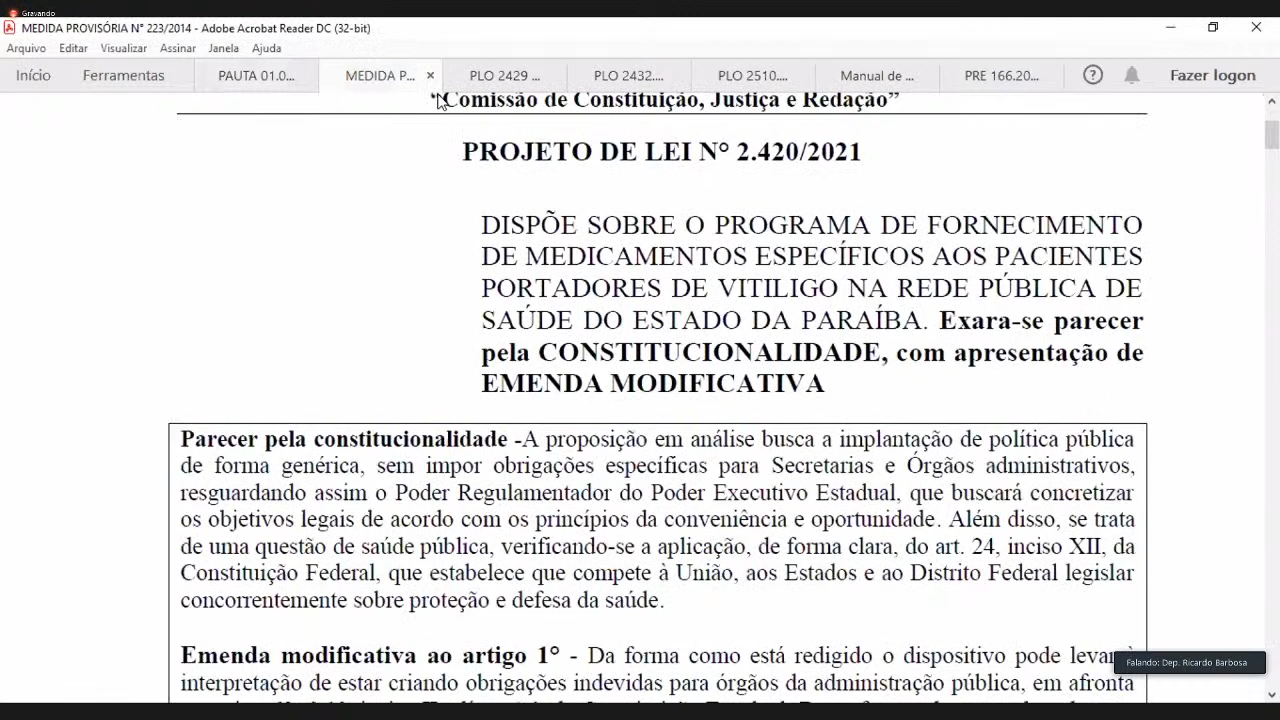 Gravando
MEDIDA PROVISÓRIA N° 223/2014 - Adobe Acrobat Reader DC (32-bit)
Arquivo Editar Visualizar Assinar Janela Ajuda
Início Ferramentas PAUTA 01.0... MEDIDA P... × PLO 2429 ... PLO 2432.... PLO 2510.... Manual de ... PRE 166.20... Fazer logon
“Comissão de Constituição, Justiça e Redação”
PROJETO DE LEI N° 2.420/2021
DISPÕE SOBRE O PROGRAMA DE FORNECIMENTO
DE MEDICAMENTOS ESPECÍFICOS AOS PACIENTES
PORTADORES DE VITILIGO NA REDE PÚBLICA DE
SAÚDE DO ESTADO DA PARAÍBA. Exara-se parecer
pela CONSTITUCIONALIDADE, com apresentação de
EMENDA MODIFICATIVA
Parecer pela constitucionalidade -A proposição em análise busca a implantação de política pública
de forma genérica, sem impor obrigações específicas para Secretarias e Órgãos administrativos,
resguardando assim o Poder Regulamentador do Poder Executivo Estadual, que buscará concretizar
os objetivos legais de acordo com os princípios da conveniência e oportunidade. Além disso, se trata
de uma questão de saúde pública, verificando-se a aplicação, de forma clara, do art. 24, inciso XII, da
Constituição Federal, que estabelece que compete à União, aos Estados e ao Distrito Federal legislar
concorrentemente sobre proteção e defesa da saúde.
Emenda modificativa ao artigo 1° - Da forma como está redigido o dispositivo pode levar à
interpretação de estar criando obrigações indevidas para órgãos da administração pública, em afronta
Falando: Dep. Ricardo Barbosa